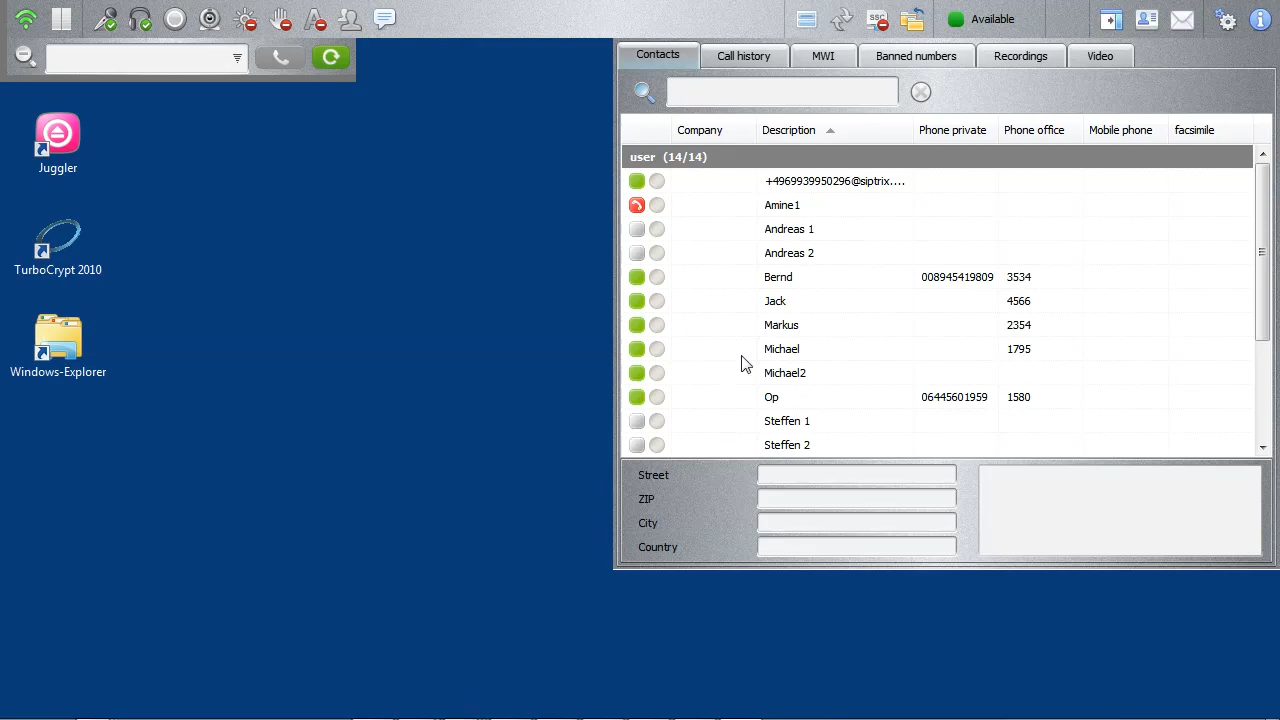 SSC
Available
Contacts
Call history
MWI
Banned numbers
Recordings
Video
Company
Description
Phone private
Phone office
Mobile phone
facsimile
user (14/14)
+4969939950296@siptrix....
Amine1
Andreas 1
Andreas 2
Bernd 008945419809 3534
Jack 4566
Markus 2354
Michael 1795
Michael2
Op 06445601959 1580
Steffen 1
Steffen 2
Street
ZIP
City
Country
Juggler
TurboCrypt 2010
Windows-Explorer